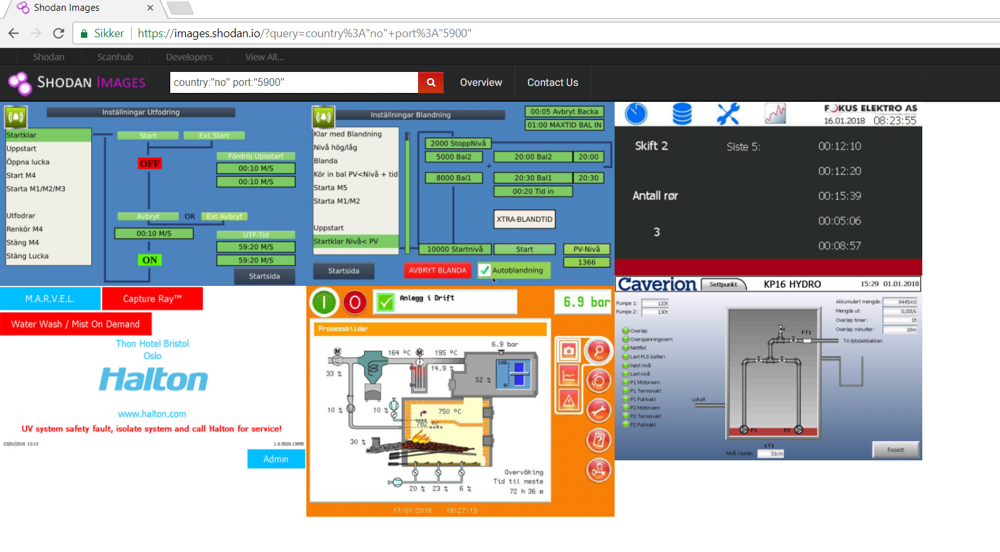 Shodan Images
Sikker
https://images.shodan.io/?query=country%3A"no"+port%3A"5900"
Shodan
Scanhub
Developers
View All...
SHODAN IMAGES
country:"no" port:"5900"
Overview
Contact Us
Inställningar Utfodring
Startklar
Uppstart
Öppna lucka
Start M4
Starta M1/M2/M3
Utfodrar
Renkör M4
Stäng M4
Stäng Lucka
Start
Ext.Start
OFF
Fördröj Uppstart
00:10 M/S
00:10 M/S
Avbryt
OR
Ext Avbryt
00:10 M/S
UTF-Tid
59:20 M/S
59:20 M/S
ON
Startsida
Inställningar Blandning
00:05 Avbryt Backa
01:00 MAXTID BAL IN
Klar med Blandning
Nivå hög/låg
Blanda
Kör in bal PV<Nivå + tid
Starta M5
Starta M1/M2
Uppstart
Startklar Nivå< PV
2000 StoppNivå
5000 Bal2
20:00 Bal2
20:00
+
8000 Bal1
20:30 Bal1
20:30
00:20 Tid in
XTRA-BLANDTID
10000 Startnivå
Start
PV-Nivå
1366
Startsida
AVBRYT BLANDA
Autoblandning
FOKUS ELEKTRO AS
16.01.2018 08:23:55
Skift 2
Siste 5:
00:12:10
00:12:20
Antall rør
00:15:39
00:05:06
3
00:08:57
M.A.R.V.E.L.
Capture Ray™
Water Wash / Mist On Demand
Thon Hotel Bristol
Oslo
Halton
www.halton.com
UV system safety fault, isolate system and call Halton for service!
23/01/2018 13:13
1.0.5528.13895
Admin
I
O
Anlegg i Drift
6.9 bar
Prosessbilder
M
164 ºC
M
195 ºC
6.9 bar
33 %
14.9 %
52 %
100
0
10 %
10 %
750 ºC
782 ºC
30 %
M
20 %
23 %
6 %
Overväking
Tid til neste
72 h 36 m
17/01/2018 19:27:13
Caverion
Settpunkt
KP16 HYDRO
15:29 01.01.2018
Pumpe 1: 133t
Pumpe 2: 130t
Akkumulert mengde: 9445m3
Mengde ut: 0,00l/s
Overløp timer: 0t
Overløp minutter: 18m
Overløp
Overspenningsvern
Nettfeil
Lavt PLS batteri
Høyt nivå
Lavt nivå
P1 Motorvern
P1 Termovakt
P1 Fuktvakt
P2 Motorvern
P2 Termovakt
P2 Fuktvakt
FT1
Til dybdalsbakken
Lokalt
P1
P2
LT1
Nivå i sump: 31cm
Resett